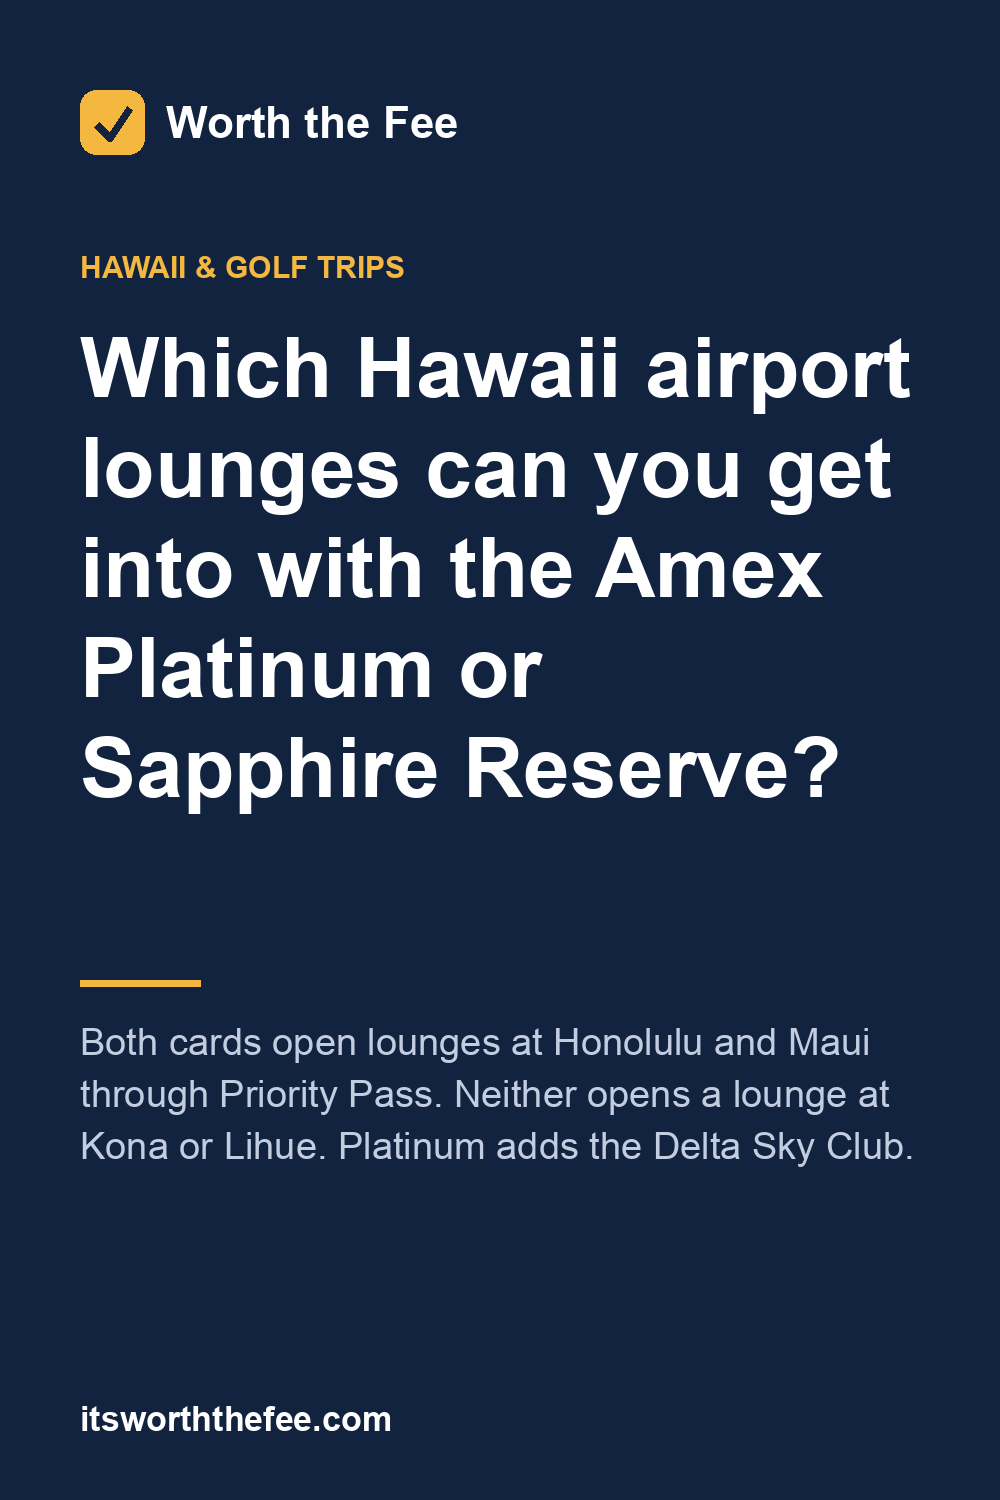 Worth the Fee
HAWAII & GOLF TRIPS
Which Hawaii airport
lounges can you get
into with the Amex
Platinum or
Sapphire Reserve?
Both cards open lounges at Honolulu and Maui
through Priority Pass. Neither opens a lounge at
Kona or Lihue. Platinum adds the Delta Sky Club.
itsworththefee.com